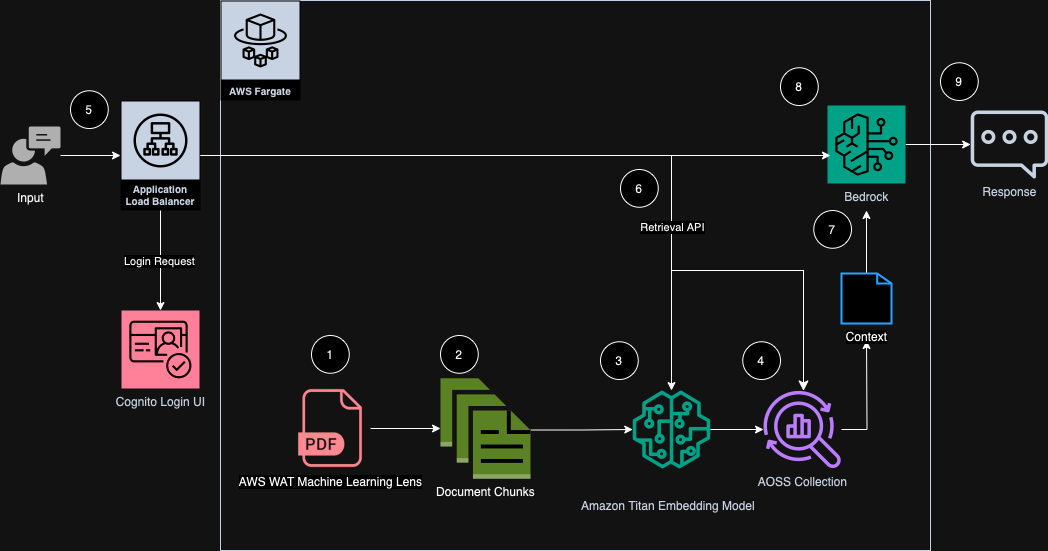 AWS Fargate
5
8
9
Input
Application
Load Balancer
6
Bedrock
Response
Retrieval API
7
Login Request
Context
1
2
3
4
Cognito Login UI
PDF
AWS WAT Machine Learning Lens
Document Chunks
AOSS Collection
Amazon Titan Embedding Model